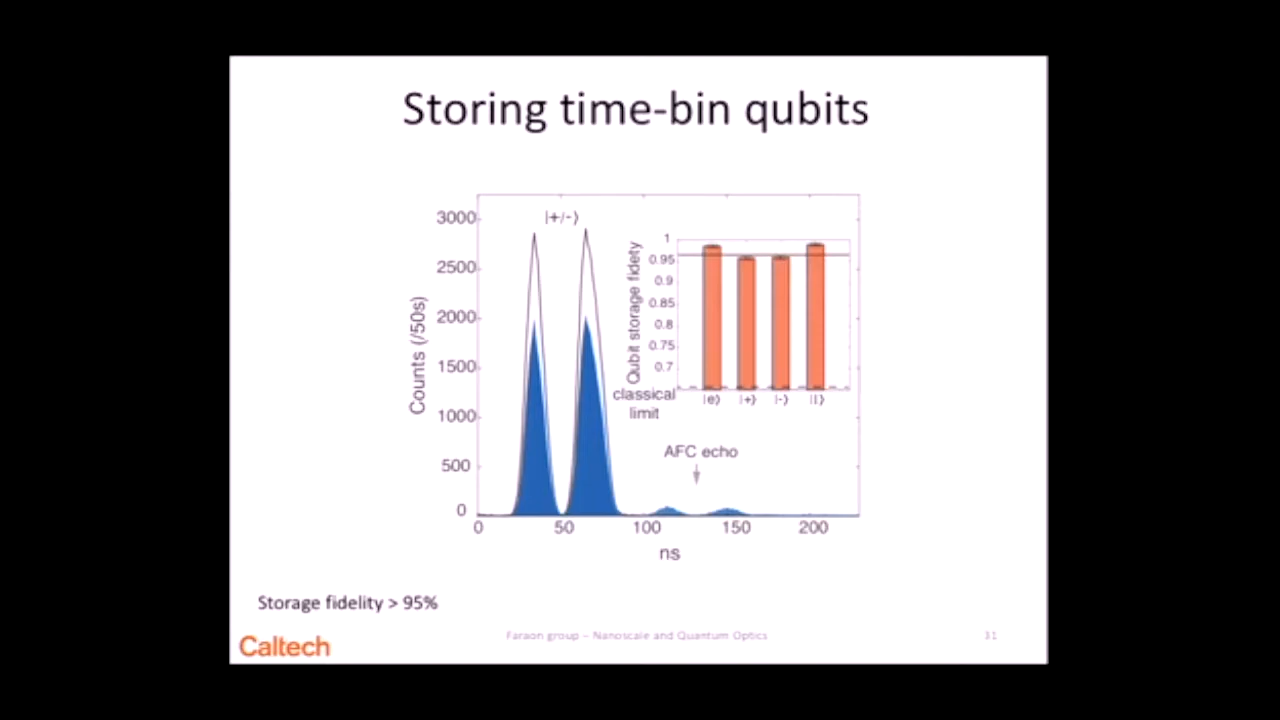 Storing time-bin qubits
|+/-⟩
3000
2500
2000
1500
1000
500
0
Counts (/50s)
0 50 100 150 200
ns
AFC echo
Qubit storage fidety
1
0.95
0.9
0.85
0.8
0.75
0.7
classical
limit
|e⟩ |+⟩ |-⟩ |l⟩
Storage fidelity > 95%
Caltech
Faraon group – Nanoscale and Quantum Optics
31